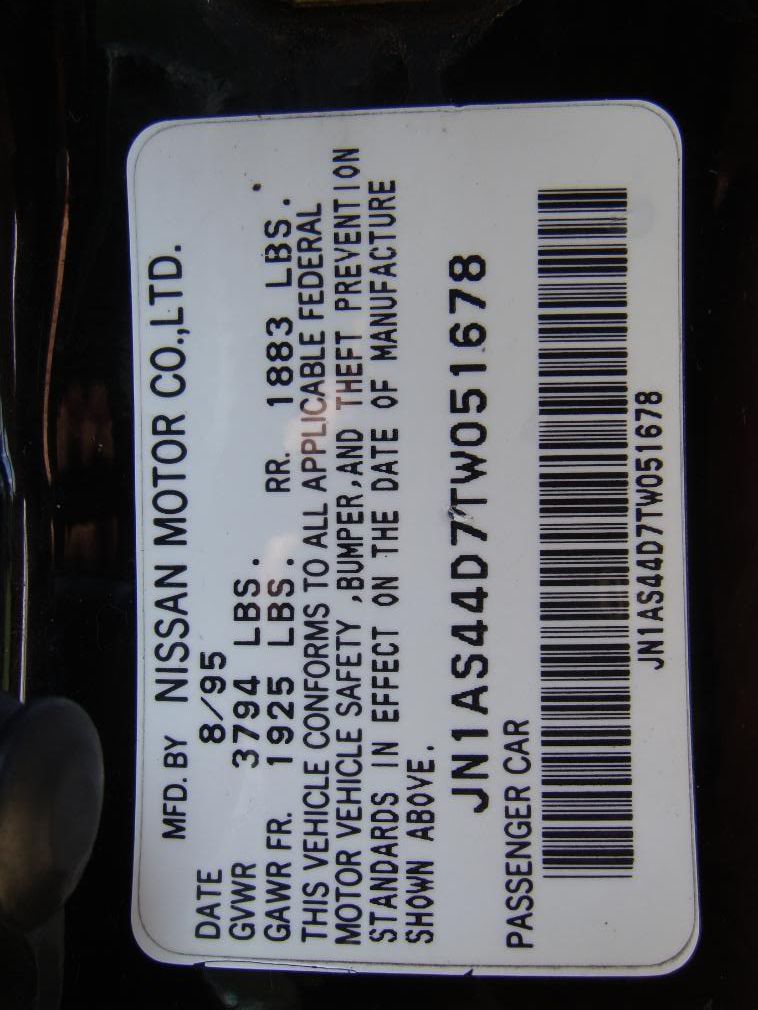 MFD. BY NISSAN MOTOR CO.,LTD.
DATE 8/95
GVWR 3794 LBS.
GAWR FR. 1925 LBS. RR. 1883 LBS.
THIS VEHICLE CONFORMS TO ALL APPLICABLE FEDERAL
MOTOR VEHICLE SAFETY ,BUMPER,AND THEFT PREVENTION
STANDARDS IN EFFECT ON THE DATE OF MANUFACTURE
SHOWN ABOVE.
JN1AS44D7TW051678
PASSENGER CAR
JN1AS44D7TW051678